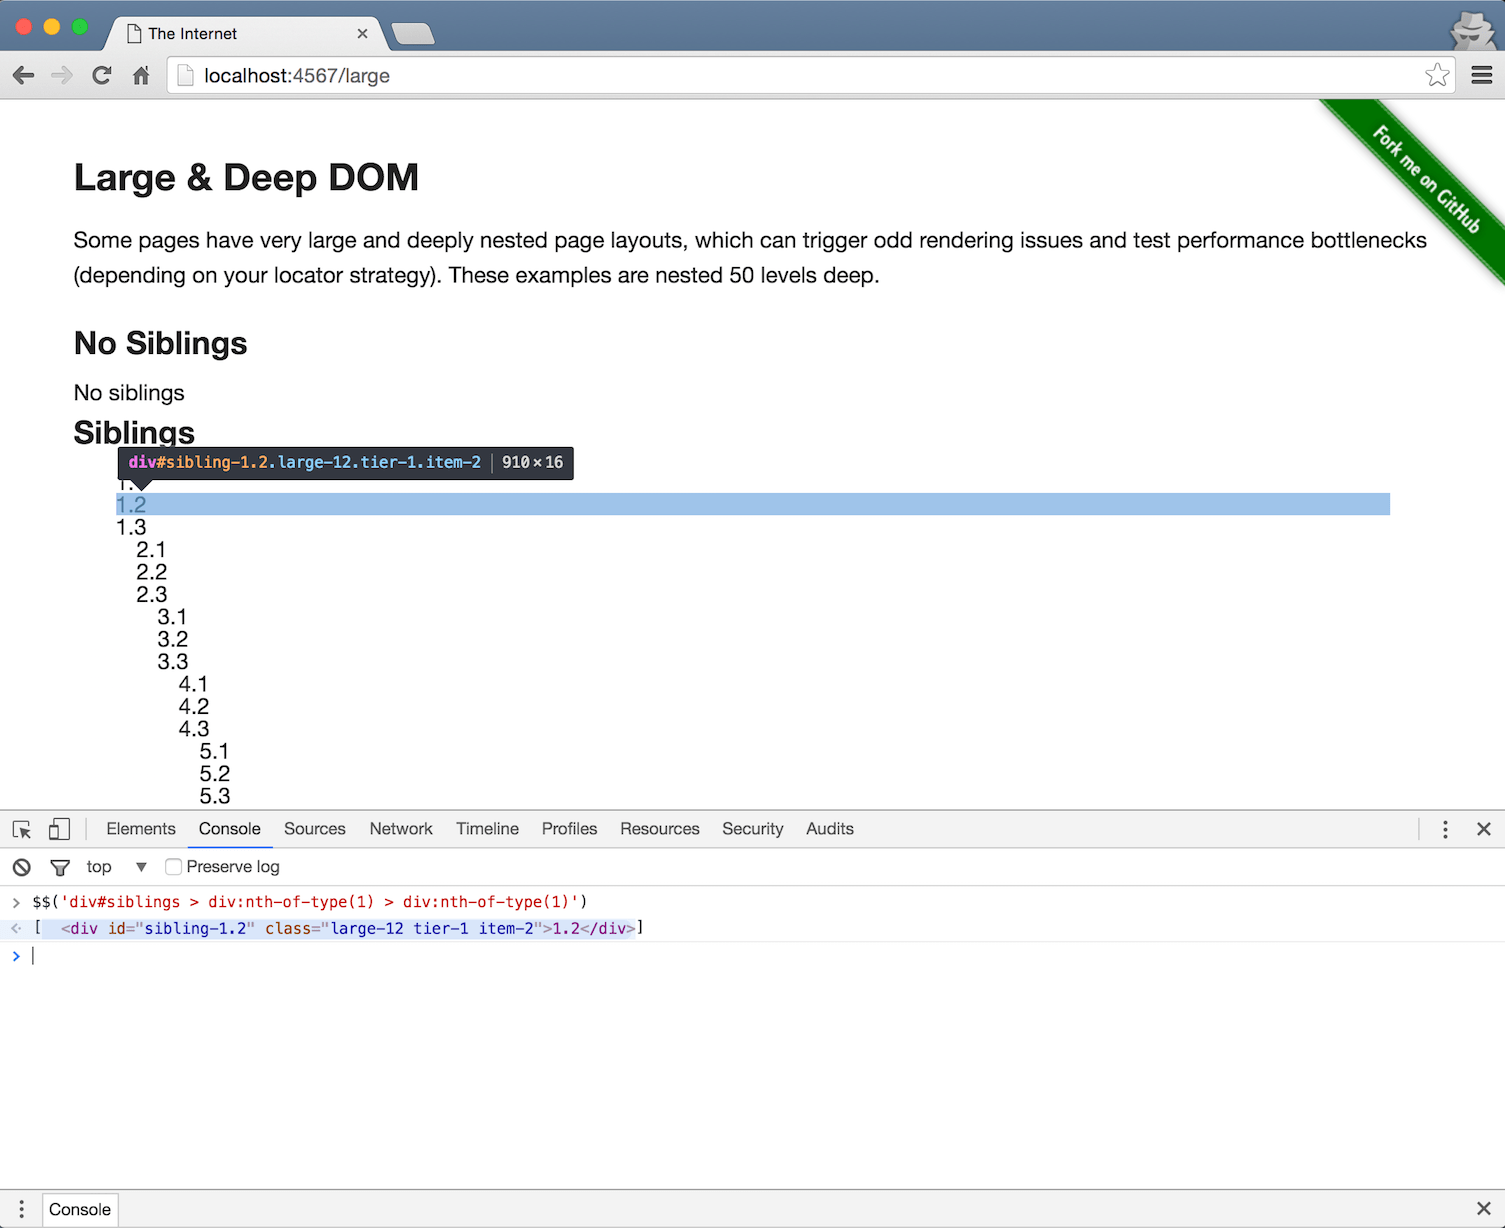 The Internet
localhost:4567/large
Fork me on GitHub
Large & Deep DOM
Some pages have very large and deeply nested page layouts, which can trigger odd rendering issues and test performance bottlenecks
(depending on your locator strategy). These examples are nested 50 levels deep.
No Siblings
No siblings
Siblings
div#sibling-1.2.large-12.tier-1.item-2 910×16
1.2
1.3
2.1
2.2
2.3
3.1
3.2
3.3
4.1
4.2
4.3
5.1
5.2
5.3
Elements Console Sources Network Timeline Profiles Resources Security Audits
top Preserve log
$$('div#siblings > div:nth-of-type(1) > div:nth-of-type(1)')
[ <div id="sibling-1.2" class="large-12 tier-1 item-2">1.2</div>]
Console